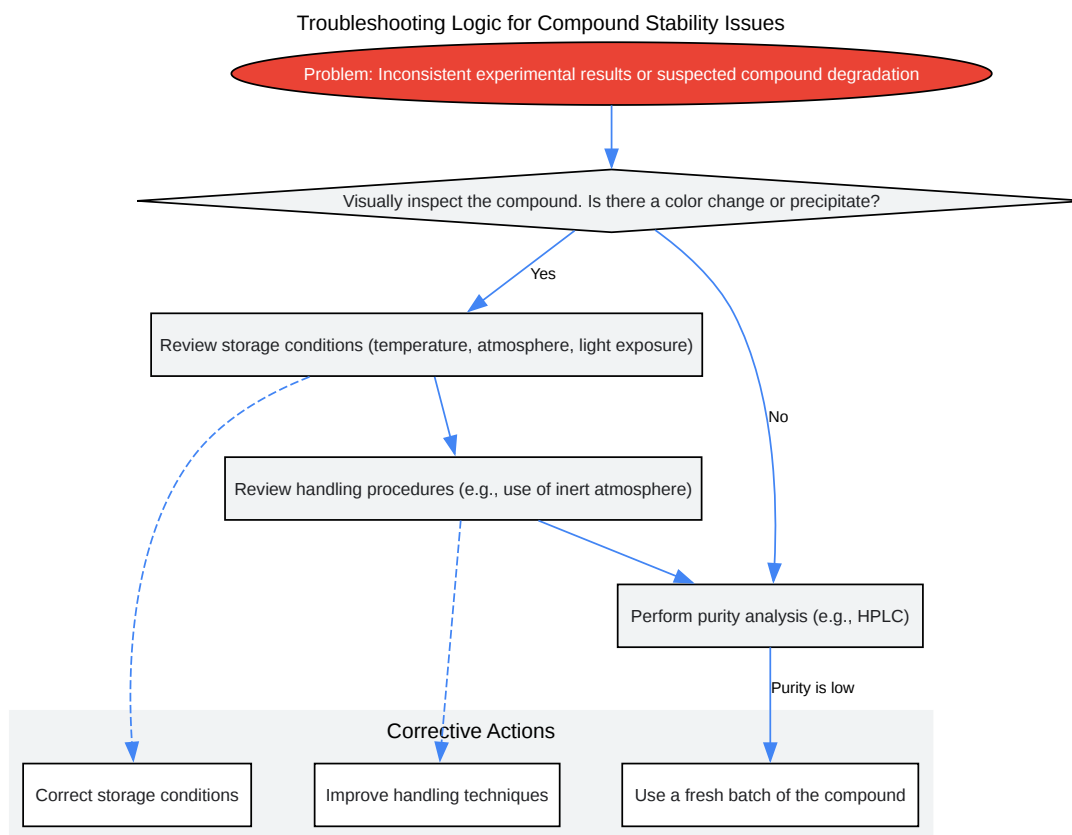 Troubleshooting Logic for Compound Stability Issues
Problem: Inconsistent experimental results or suspected compound degradation
Visually inspect the compound. Is there a color change or precipitate?
Yes
Review storage conditions (temperature, atmosphere, light exposure)
No
Review handling procedures (e.g., use of inert atmosphere)
Perform purity analysis (e.g., HPLC)
Purity is low
Corrective Actions
Correct storage conditions
Improve handling techniques
Use a fresh batch of the compound